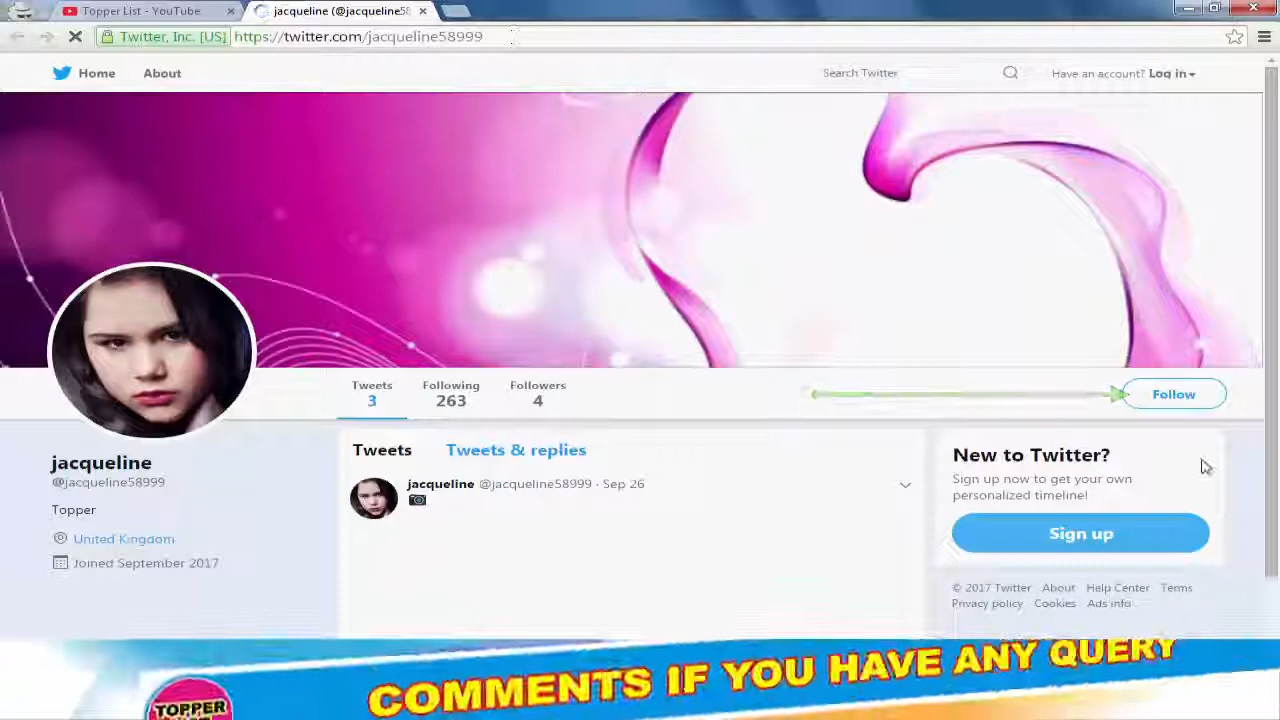 Topper List - YouTube
jacqueline (@jacqueline58
Twitter, Inc. [US] https://twitter.com/jacqueline58999
Home About Search Twitter Have an account? Log in
Tweets Following Followers
3 263 4
Follow
jacqueline
@jacqueline58999
Topper
United Kingdom
Joined September 2017
Tweets Tweets & replies
jacqueline @jacqueline58999 · Sep 26
New to Twitter?
Sign up now to get your own
personalized timeline!
Sign up
© 2017 Twitter About Help Center Terms
Privacy policy Cookies Ads info
COMMENTS IF YOU HAVE ANY QUERY
TOPPER